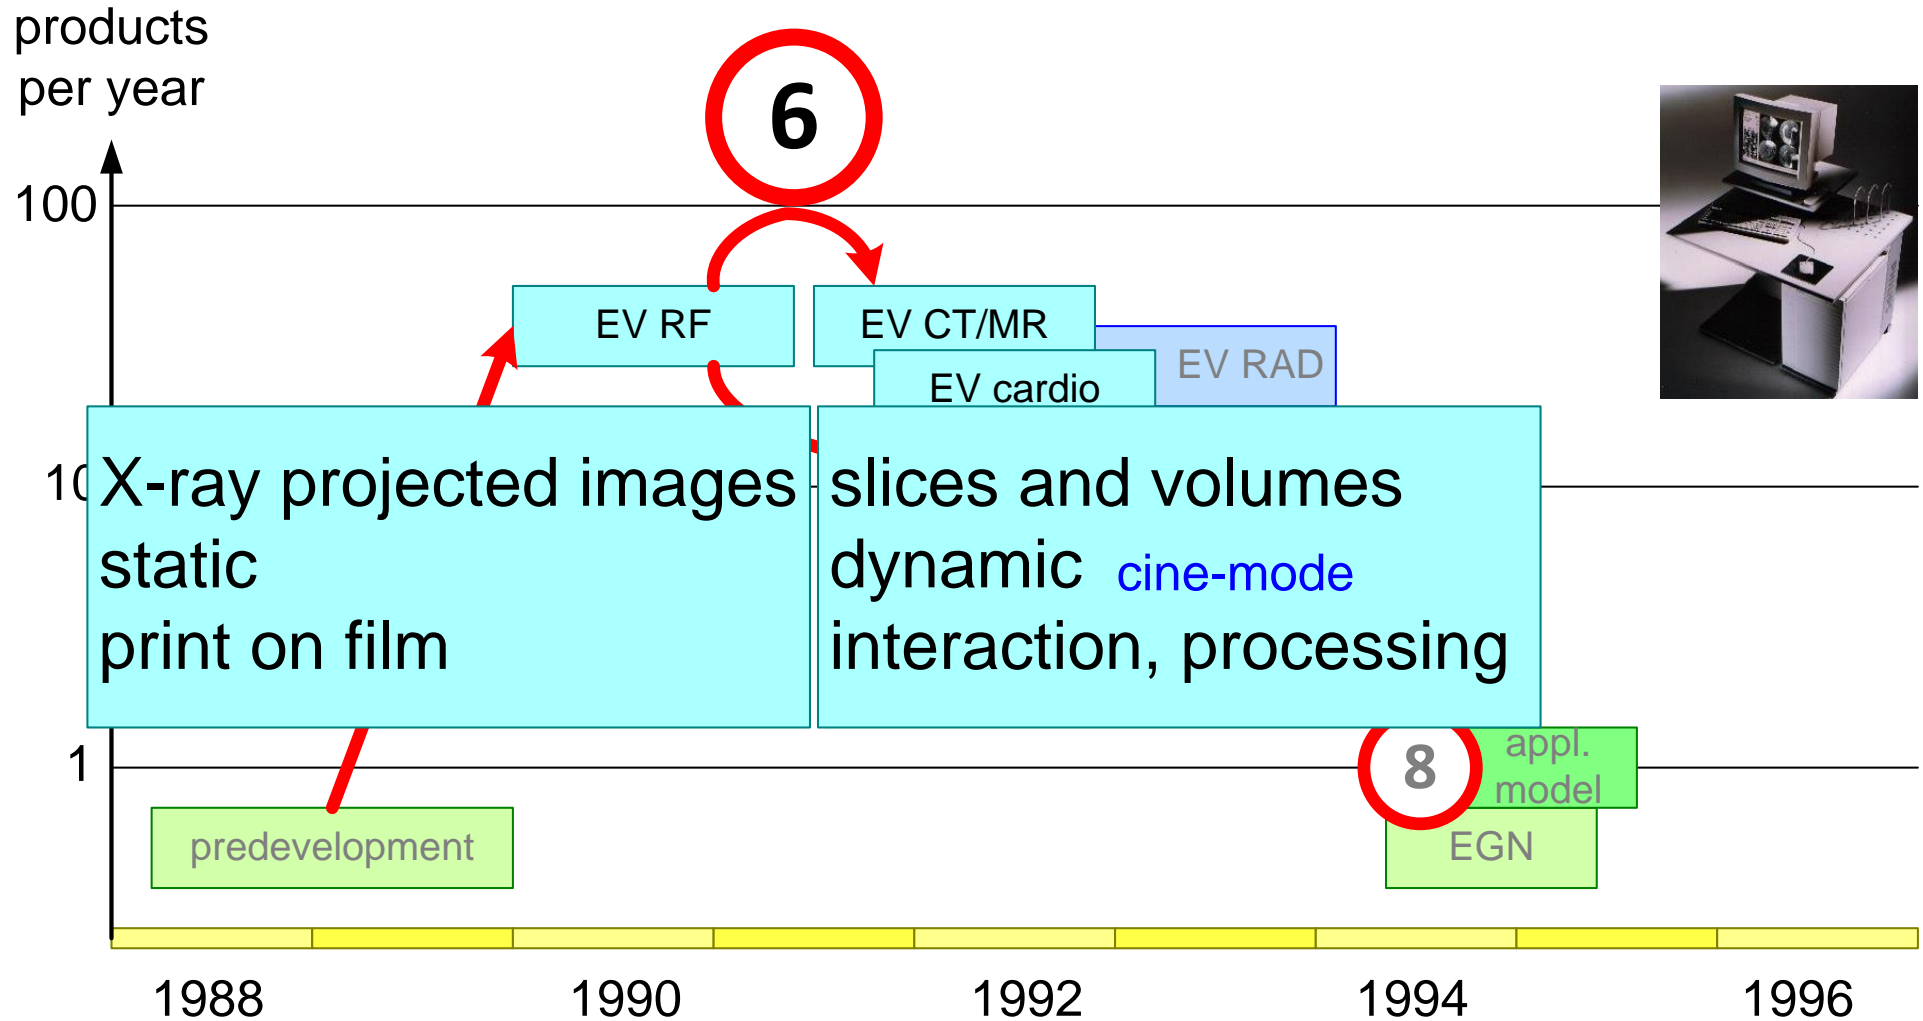 products
per year
6
100
EV RF
EV CT/MR
EV RAD
EV cardio
10
X-ray projected images
static
print on film
slices and volumes
dynamic cine-mode
interaction, processing
1
8
appl.
model
predevelopment
EGN
1988 1990 1992 1994 1996